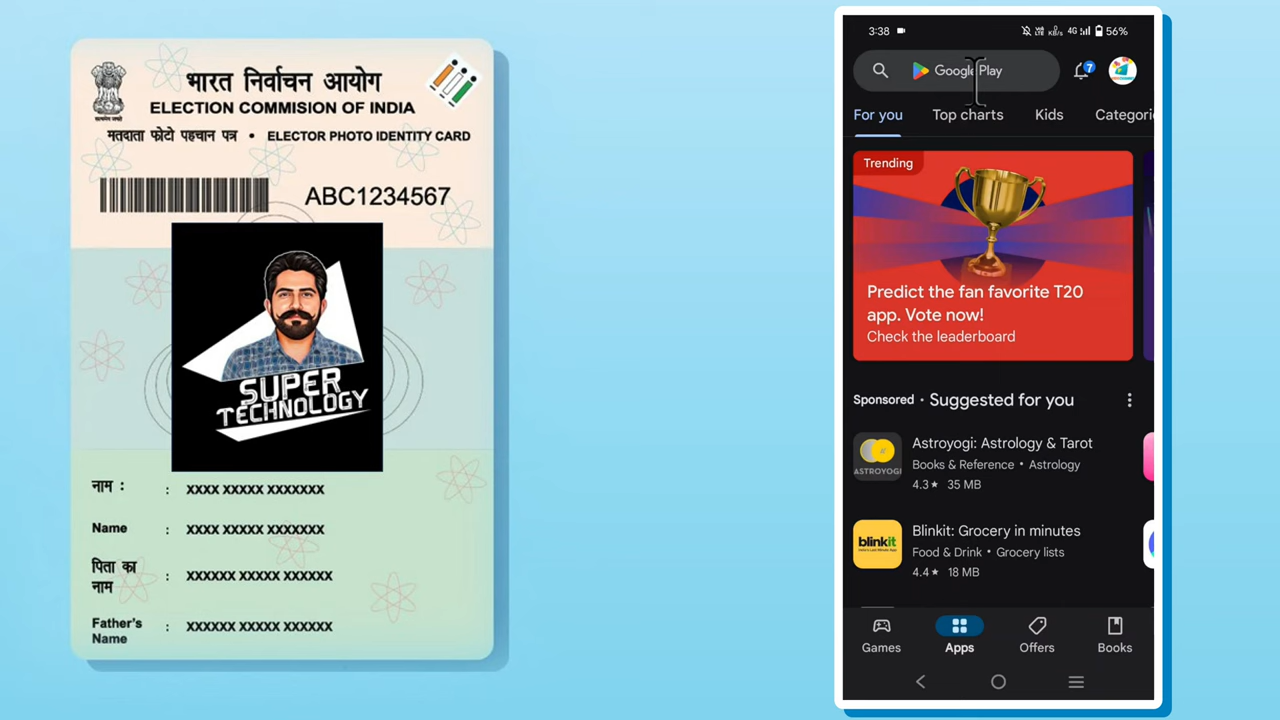 भारत निर्वाचन आयोग
ELECTION COMMISION OF INDIA
मतदाता फोटो पहचान पत्र • ELECTOR PHOTO IDENTITY CARD
ABC1234567
SUPER
TECHNOLOGY
नाम : : XXXX XXXXX XXXXXXX
Name : XXXX XXXXX XXXXXXX
पिता का
नाम : XXXXXX XXXXX XXXXXX
Father's
Name : XXXXXX XXXXX XXXXXX
3:38 4G 56%
Google Play 7
For you Top charts Kids Categori
Trending
Predict the fan favorite T20
app. Vote now!
Check the leaderboard
Sponsored • Suggested for you
Astroyogi: Astrology & Tarot
ASTROYOGI Books & Reference • Astrology
4.3★ 35 MB
Blinkit: Grocery in minutes
blinkit Food & Drink • Grocery lists
4.4★ 18 MB
Games Apps Offers Books